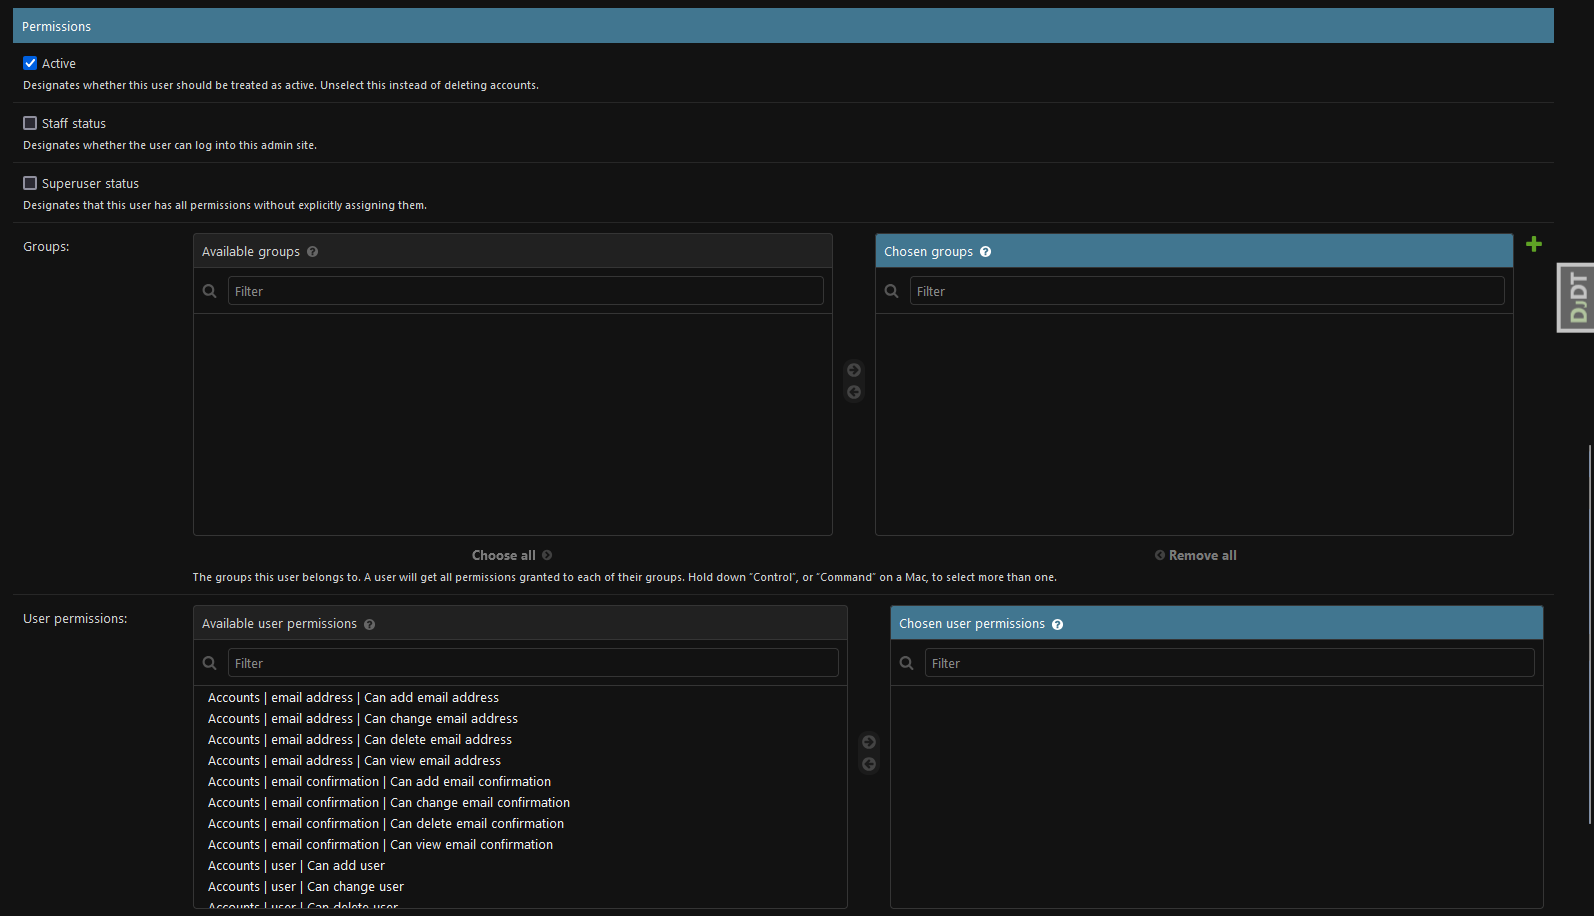 Permissions
Active
Designates whether this user should be treated as active. Unselect this instead of deleting accounts.
Staff status
Designates whether the user can log into this admin site.
Superuser status
Designates that this user has all permissions without explicitly assigning them.
Groups:
Available groups ?
Chosen groups ?
Filter
Filter
DJDT
Choose all
Remove all
The groups this user belongs to. A user will get all permissions granted to each of their groups. Hold down “Control”, or “Command” on a Mac, to select more than one.
User permissions:
Available user permissions ?
Chosen user permissions ?
Filter
Filter
Accounts | email address | Can add email address
Accounts | email address | Can change email address
Accounts | email address | Can delete email address
Accounts | email address | Can view email address
Accounts | email confirmation | Can add email confirmation
Accounts | email confirmation | Can change email confirmation
Accounts | email confirmation | Can delete email confirmation
Accounts | email confirmation | Can view email confirmation
Accounts | user | Can add user
Accounts | user | Can change user
Accounts | user | Can delete user